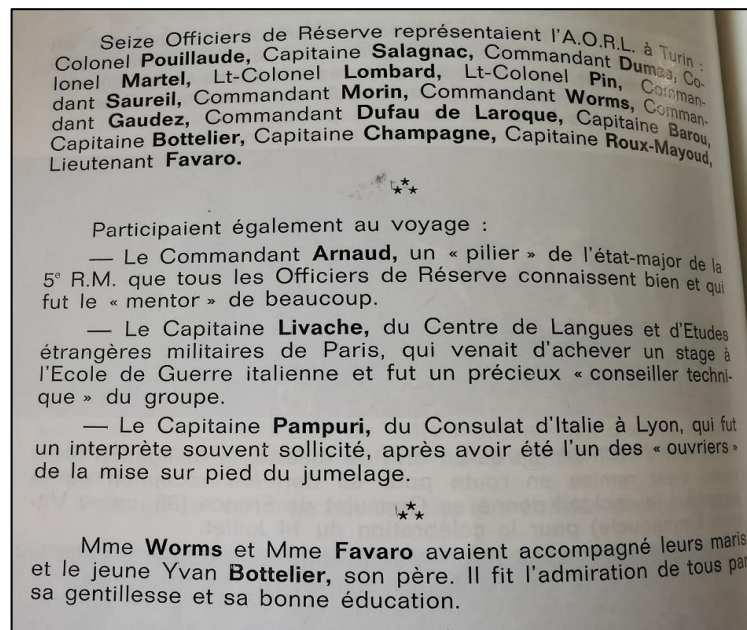 Seize Officiers de Réserve représentaient l'A.O.R.L. à Turin :
Colonel Pouillaude, Capitaine Salagnac, Commandant Dumas, Co-
lonel Martel, Lt-Colonel Lombard, Lt-Colonel Pin, Comman-
dant Saureil, Commandant Morin, Commandant Worms, Comman-
dant Gaudez, Commandant Dufau de Laroque, Capitaine Barou,
Capitaine Bottelier, Capitaine Champagne, Capitaine Roux-Mayoud,
Lieutenant Favaro.
Participaient également au voyage :
— Le Commandant Arnaud, un « pilier » de l'état-major de la
5e R.M. que tous les Officiers de Réserve connaissent bien et qui
fut le « mentor » de beaucoup.
— Le Capitaine Livache, du Centre de Langues et d'Etudes
étrangères militaires de Paris, qui venait d'achever un stage à
l'Ecole de Guerre italienne et fut un précieux « conseiller techni-
que » du groupe.
— Le Capitaine Pampuri, du Consulat d'Italie à Lyon, qui fut
un interprète souvent sollicité, après avoir été l'un des « ouvriers »
de la mise sur pied du jumelage.
Mme Worms et Mme Favaro avaient accompagné leurs maris
et le jeune Yvan Bottelier, son père. Il fit l'admiration de tous par
sa gentillesse et sa bonne éducation.